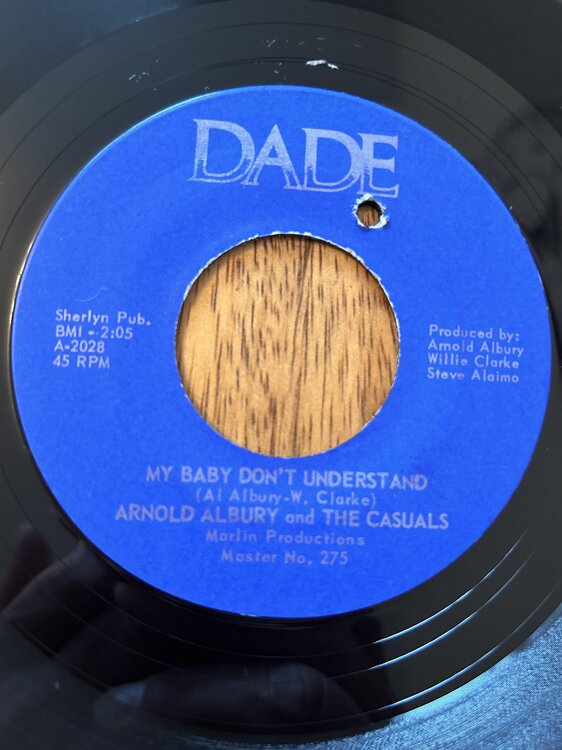 DADE
Sherlyn Pub.
BMI - 2:05
A-2028
45 RPM
Produced by:
Arnold Albury
Willie Clarke
Steve Alaimo
MY BABY DON'T UNDERSTAND
(Al Albury-W. Clarke)
ARNOLD ALBURY and THE CASUALS
Marlin Productions
Master No. 275